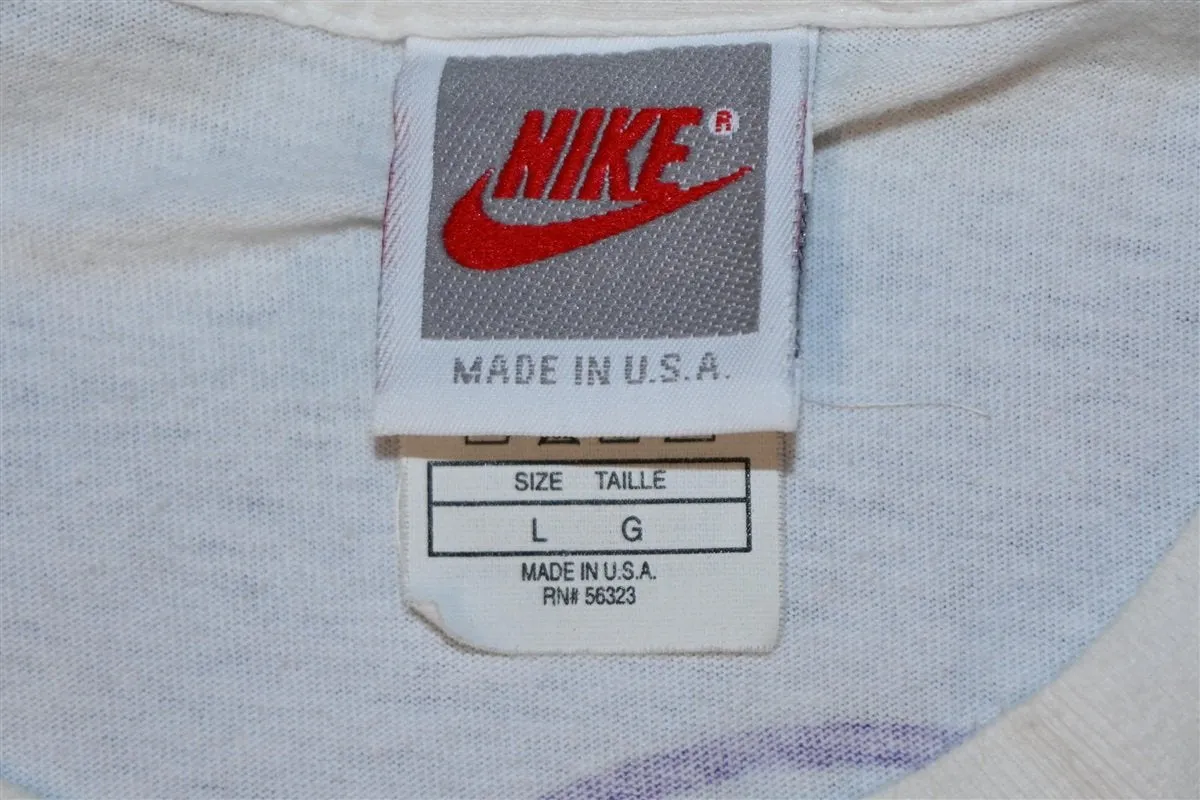 NIKE®
MADE IN U.S.A.
SIZE TAILLE
L G
MADE IN U.S.A.
RN# 56323